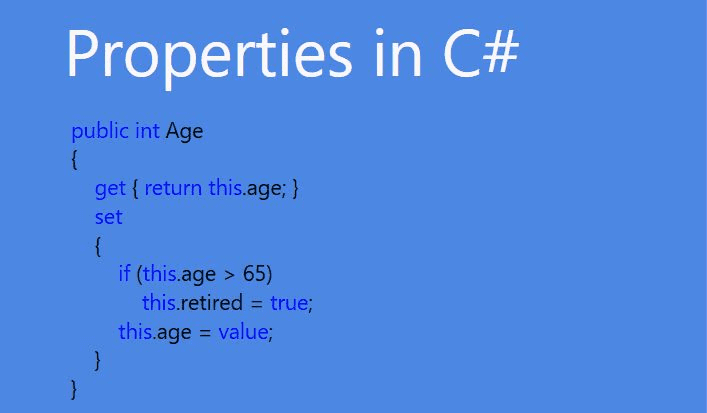 Properties in C#
public int Age
{
get { return this.age; }
set
{
if (this.age > 65)
this.retired = true;
this.age = value;
}
}